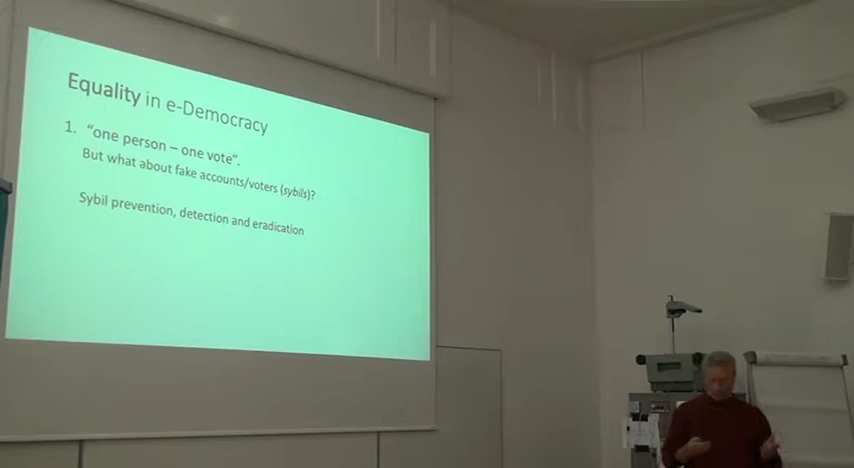 Equality in e-Democracy
1. "one person – one vote".
But what about fake accounts/voters (sybils)?
Sybil prevention, detection and eradication